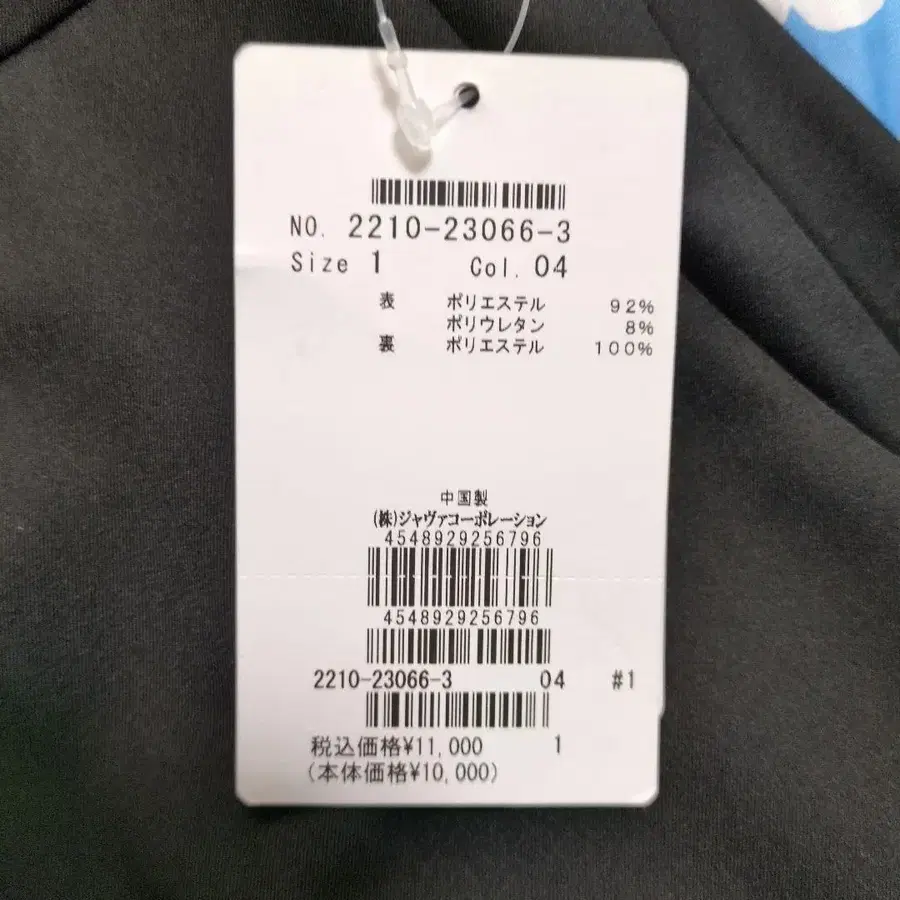 NO. 2210-23066-3
Size 1 Col. 04
表 ポリエステル 92%
ポリウレタン 8%
裏 ポリエステル 100%
中国製
(株)ジャヴァコーポレーション
4548929256796
4548929256796
2210-23066-3 04 #1
税込価格¥11,000 1
(本体価格¥10,000)